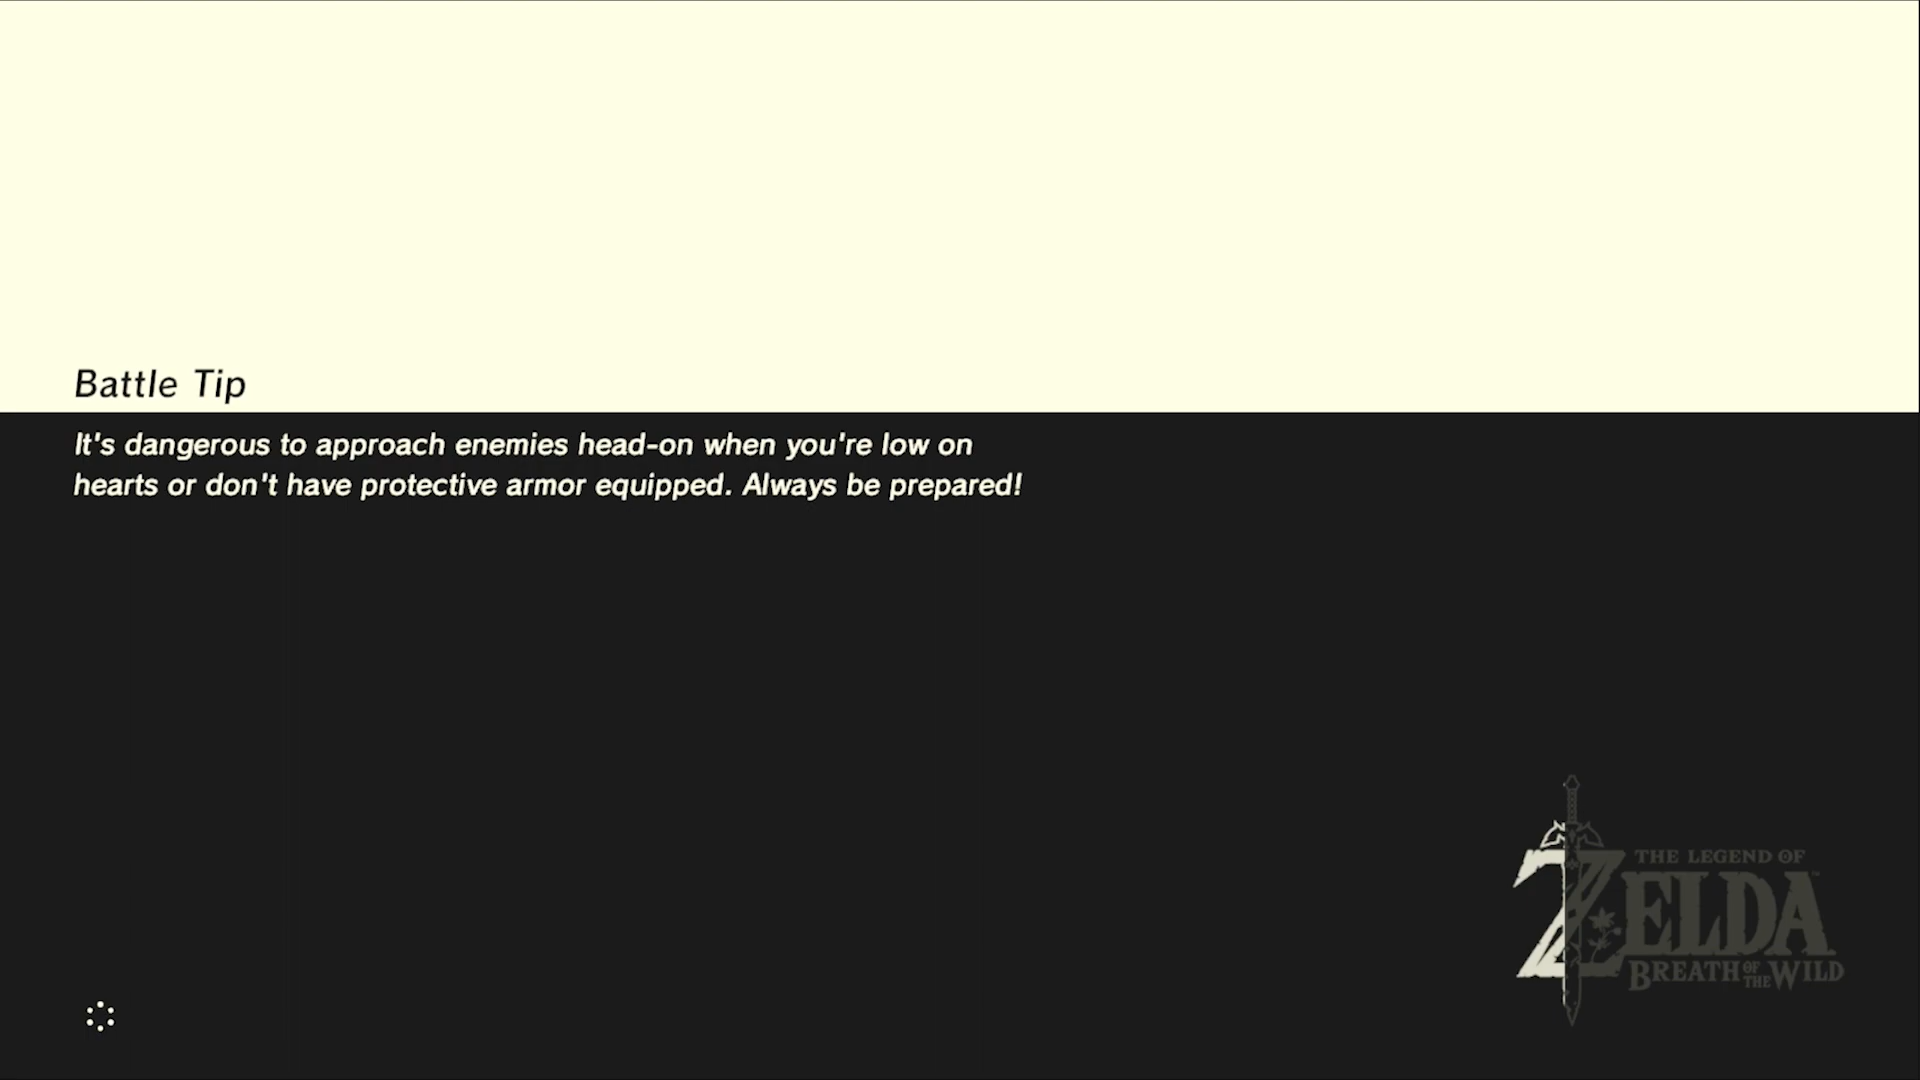 Battle Tip
It's dangerous to approach enemies head-on when you're low on
hearts or don't have protective armor equipped. Always be prepared!
THE LEGEND OF
ZELDA
BREATH OF THE WILD